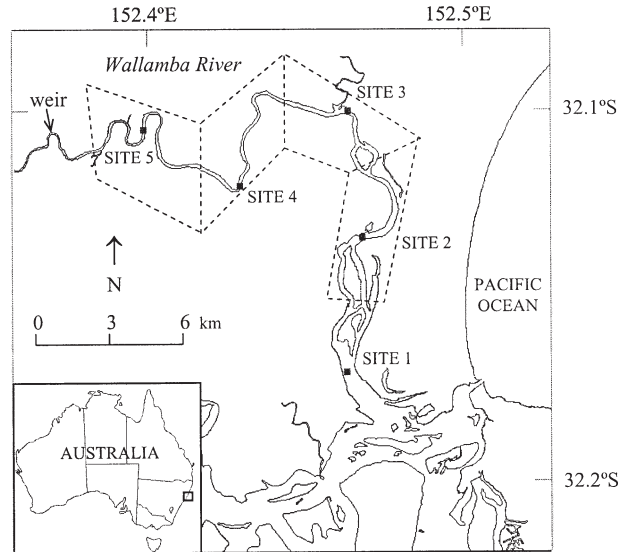 152.4ºE
152.5ºE
Wallamba River
weir
SITE 3
32.1ºS
SITE 5
SITE 4
SITE 2
N
PACIFIC
OCEAN
0 3 6 km
SITE 1
AUSTRALIA
32.2ºS